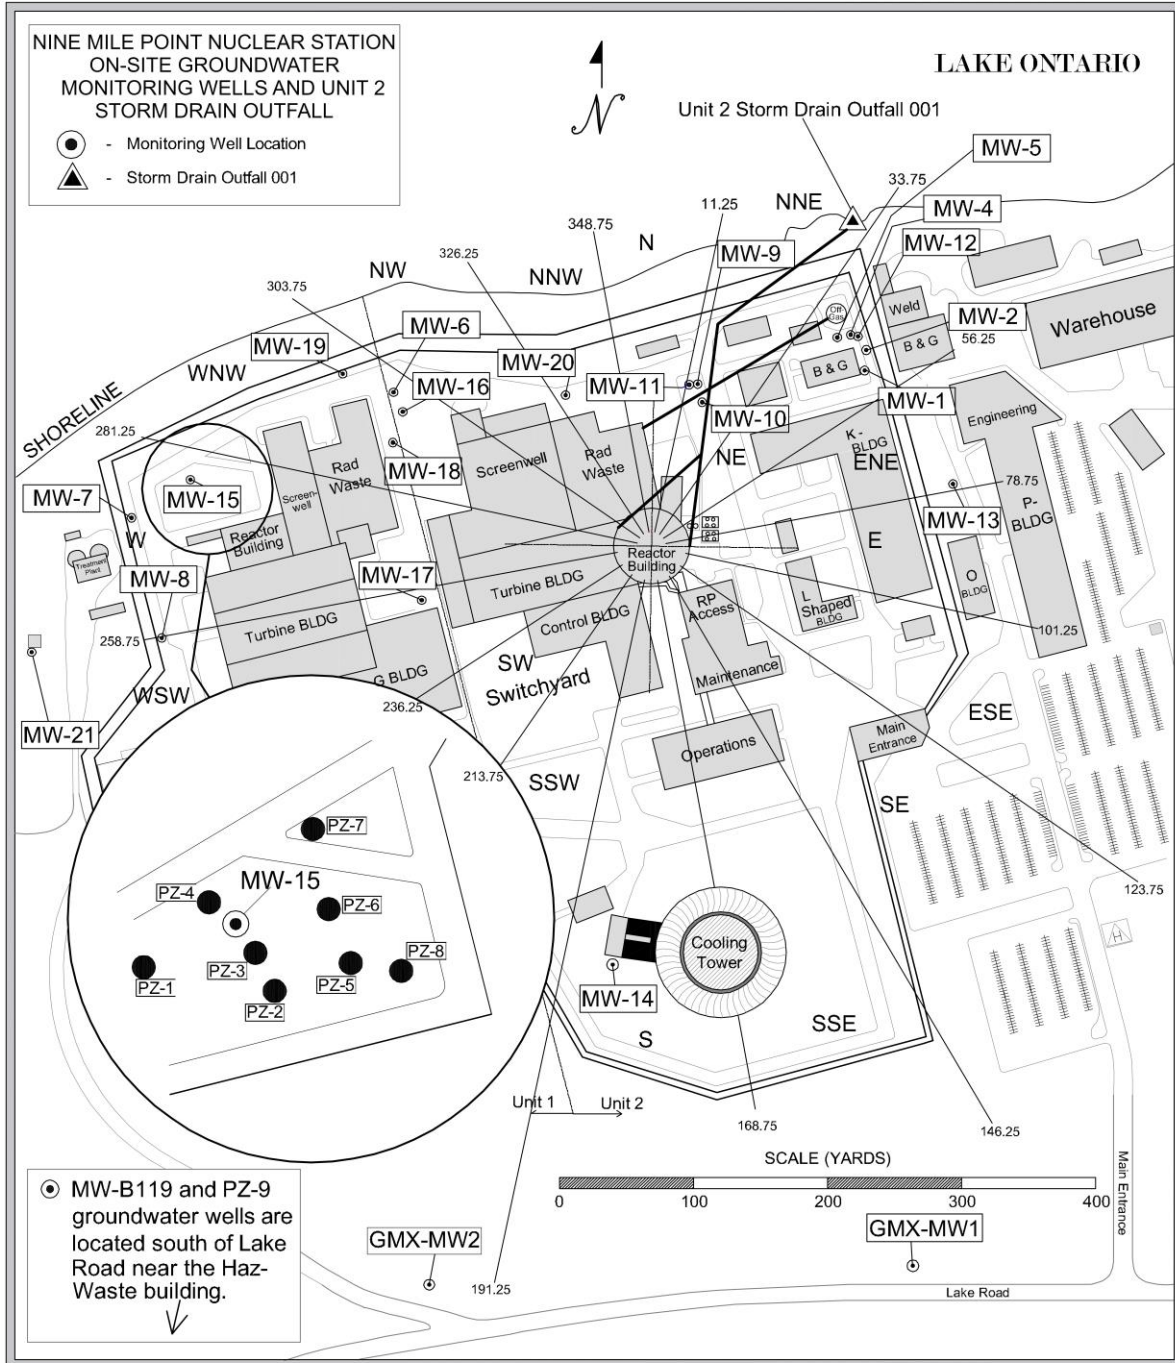 NINE MILE POINT NUCLEAR STATION
ON-SITE GROUNDWATER
MONITORING WELLS AND UNIT 2
STORM DRAIN OUTFALL
- Monitoring Well Location
- Storm Drain Outfall 001
N
LAKE ONTARIO
Unit 2 Storm Drain Outfall 001
MW-5
33.75
NNE
11.25
MW-4
348.75
N
MW-12
326.25
MW-9
NW
NNW
303.75
Off-
Gas
Weld
MW-2
Warehouse
MW-6
56.25
MW-19
B & G
WNW
MW-20
B & G
MW-16
MW-11
MW-1
SHORELINE
MW-10
Engineering
281.25
K-
BLDG
Rad
Waste
Screenwell
Rad
Waste
NE
ENE
MW-18
78.75
MW-7
MW-15
Screen-
well
P-
BLDG
MW-13
W
Reactor
Building
E
Treatment
Plant
Reactor
Building
MW-8
MW-17
Turbine BLDG
O
BLDG
L
Shaped
BLDG
RP
Access
Turbine BLDG
Control BLDG
258.75
101.25
SW
Switchyard
Maintenance
G BLDG
WSW
236.25
ESE
MW-21
Main
Entrance
Operations
213.75
SSW
SE
PZ-7
MW-15
PZ-4
PZ-6
123.75
H
Cooling
Tower
PZ-3
PZ-8
PZ-1
PZ-5
PZ-2
MW-14
SSE
S
Unit 1
Unit 2
168.75
146.25
SCALE (YARDS)
0 100 200 300 400
Main Entrance
MW-B119 and PZ-9
groundwater wells are
located south of Lake
Road near the Haz-
Waste building.
GMX-MW2
GMX-MW1
191.25
Lake Road